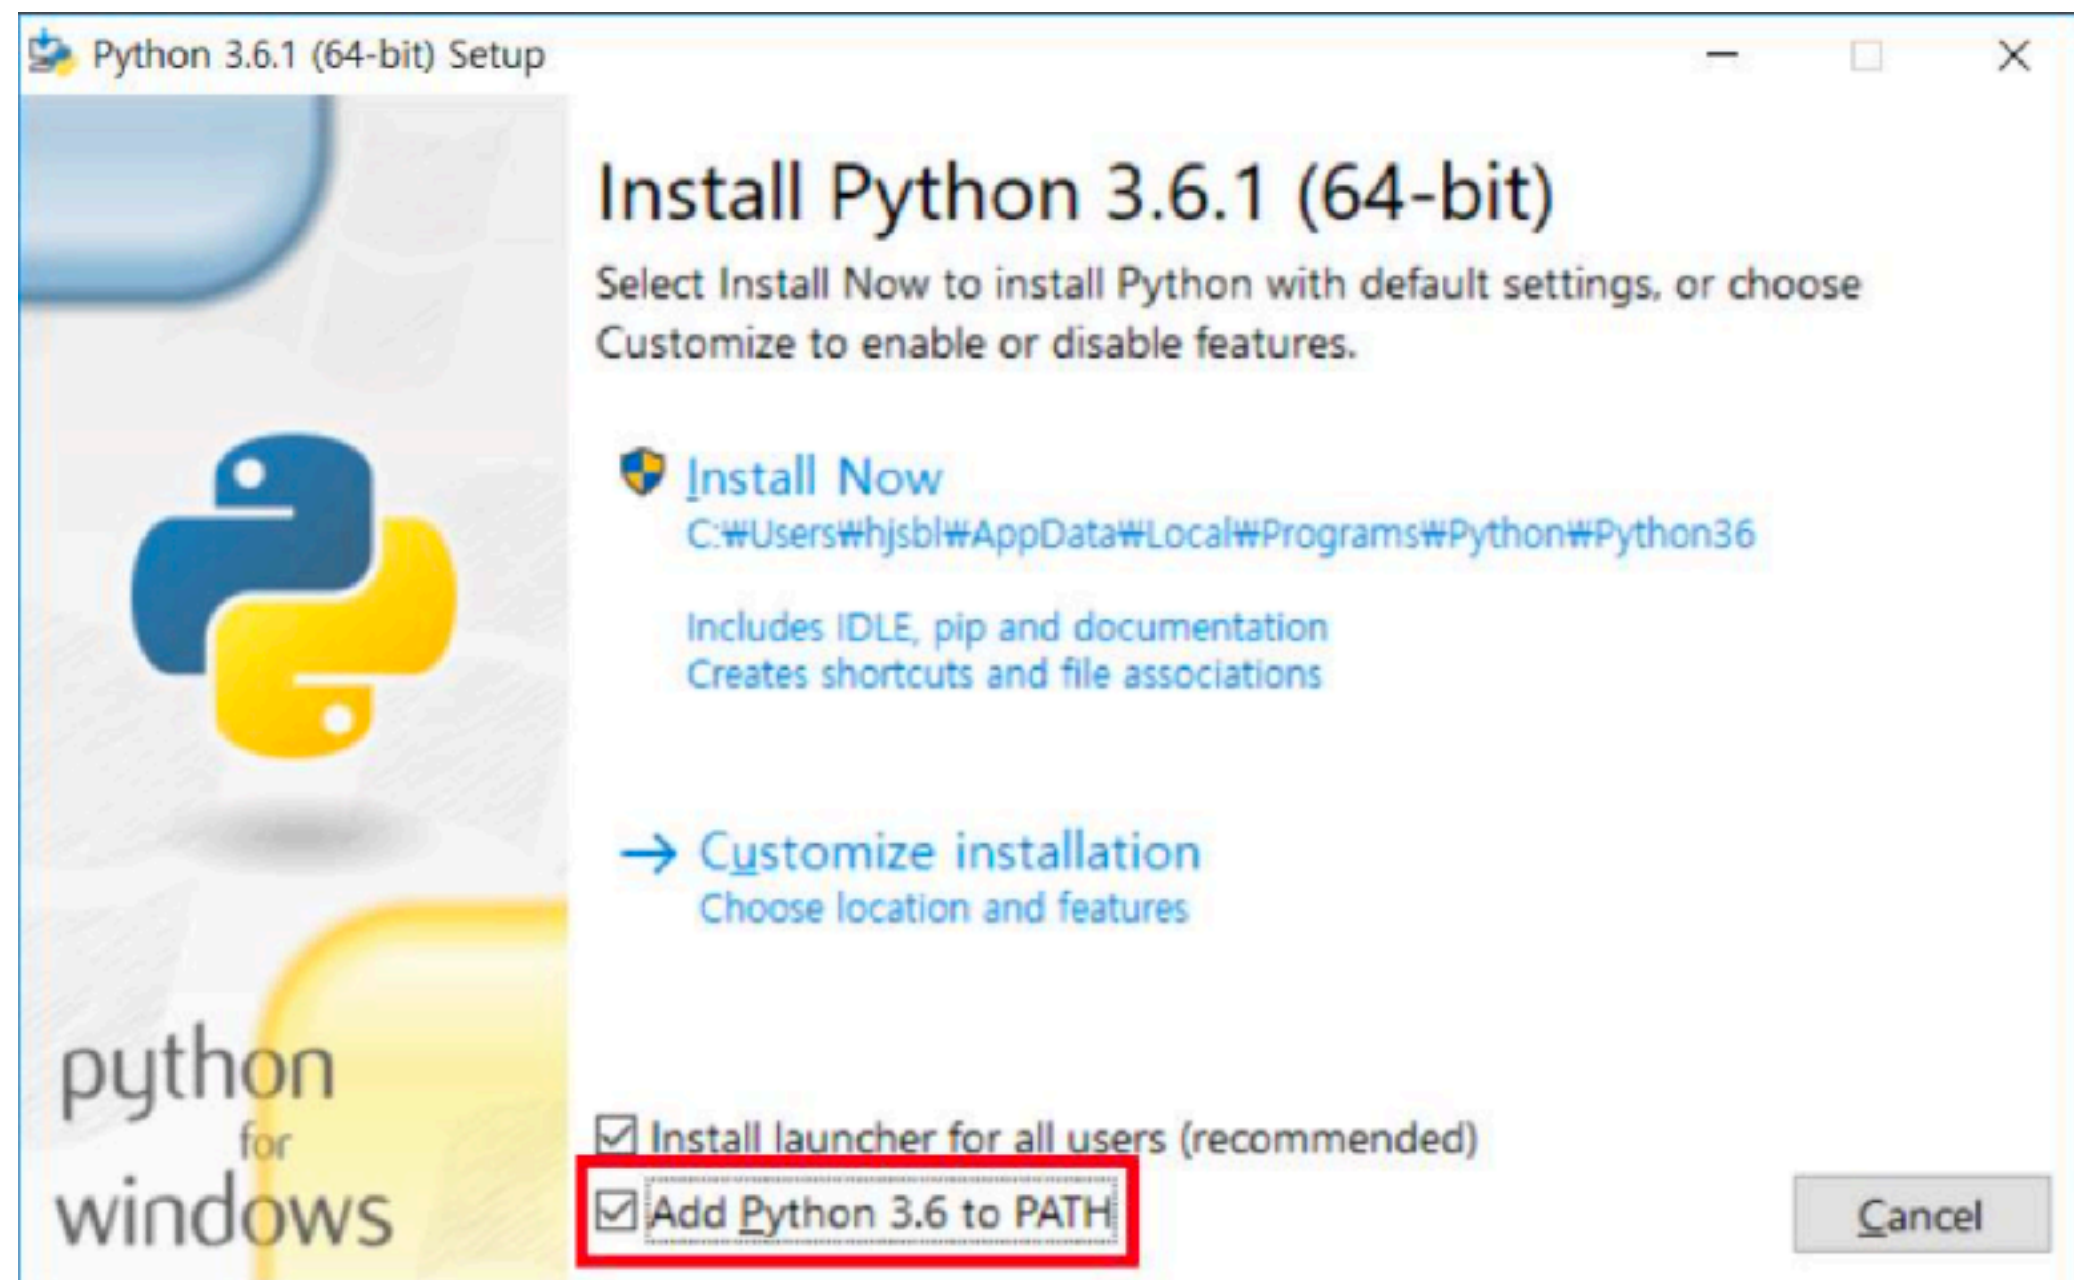 Python 3.6.1 (64-bit) Setup
Install Python 3.6.1 (64-bit)
Select Install Now to install Python with default settings, or choose
Customize to enable or disable features.
Install Now
C:₩Users₩hjsbl₩AppData₩Local₩Programs₩Python₩Python36
Includes IDLE, pip and documentation
Creates shortcuts and file associations
Customize installation
Choose location and features
python
for
windows
Install launcher for all users (recommended)
Add Python 3.6 to PATH
Cancel